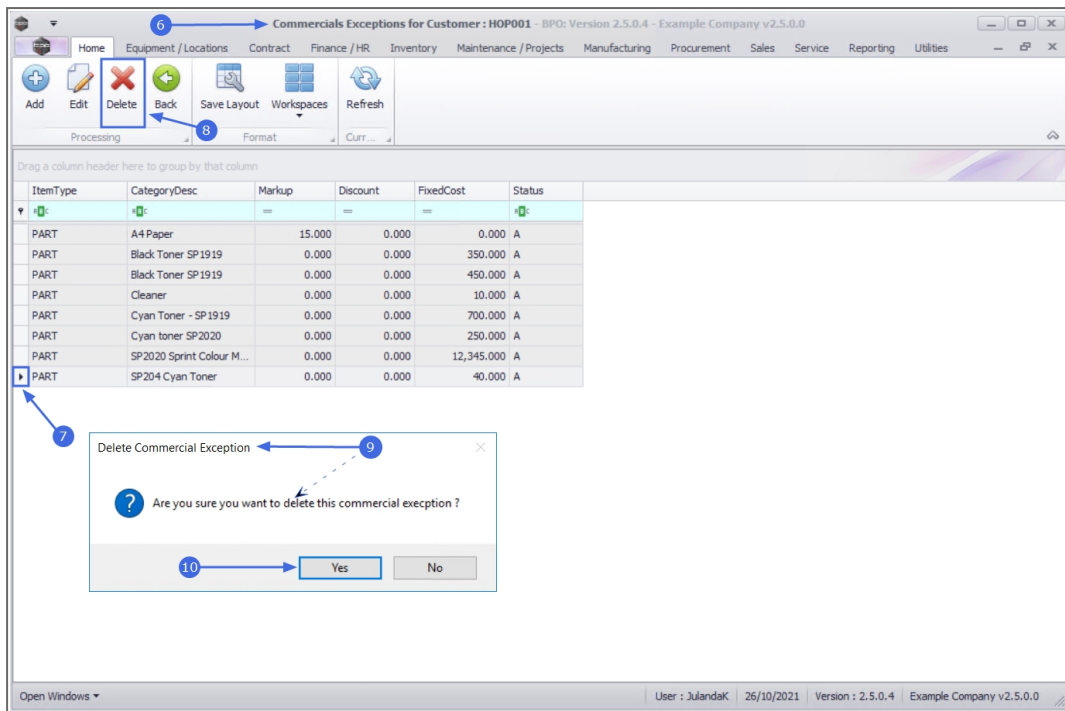 6
Commercials Exceptions for Customer : HOP001 - BPO: Version 2.5.0.4 - Example Company v2.5.0.0
Home Equipment / Locations Contract Finance / HR Inventory Maintenance / Projects Manufacturing Procurement Sales Service Reporting Utilities
Add Edit Delete Back Save Layout Workspaces Refresh
8
Processing Format Curr...
Drag a column header here to group by that column
ItemType CategoryDesc Markup Discount FixedCost Status
= = =
PART A4 Paper 15.000 0.000 0.000 A
PART Black Toner SP1919 0.000 0.000 350.000 A
PART Black Toner SP1919 0.000 0.000 450.000 A
PART Cleaner 0.000 0.000 10.000 A
PART Cyan Toner - SP1919 0.000 0.000 700.000 A
PART Cyan toner SP2020 0.000 0.000 250.000 A
PART SP2020 Sprint Colour M... 0.000 0.000 12,345.000 A
PART SP204 Cyan Toner 0.000 0.000 40.000 A
7
Delete Commercial Exception
9
Are you sure you want to delete this commercial execption ?
10
Yes No
Open Windows User : JulandaK 26/10/2021 Version : 2.5.0.4 Example Company v2.5.0.0